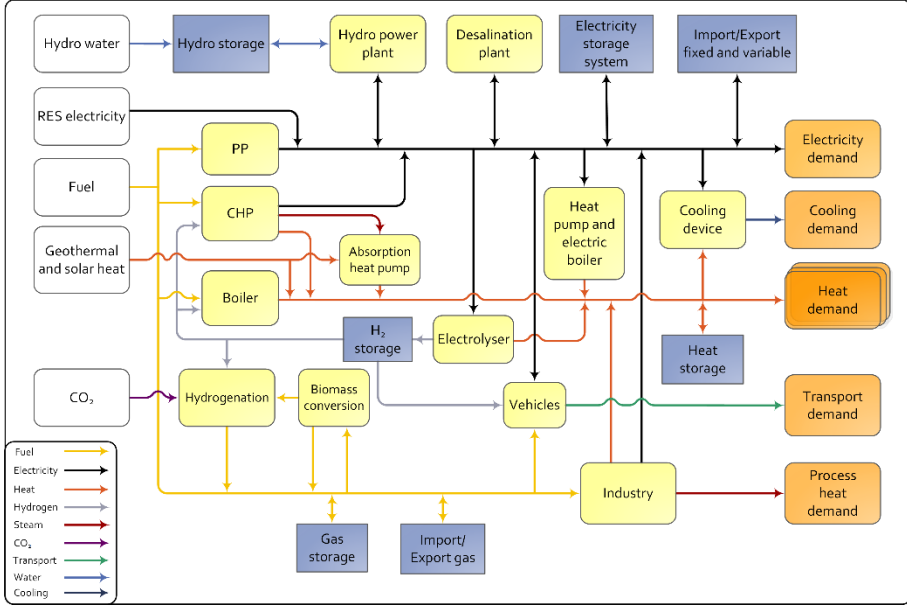 Hydro water
Hydro storage
Hydro power
plant
Desalination
plant
Electricity
storage
system
Import/Export
fixed and variable
RES electricity
PP
Electricity
demand
Fuel
CHP
Heat
pump and
electric
boiler
Cooling
device
Cooling
demand
Geothermal
and solar heat
Absorption
heat pump
Boiler
Heat
demand
H₂
storage
Electrolyser
Heat
storage
CO₂
Hydrogenation
Biomass
conversion
Vehicles
Transport
demand
Industry
Process
heat
demand
Gas
storage
Import/
Export gas
Fuel
Electricity
Heat
Hydrogen
Steam
CO₂
Transport
Water
Cooling